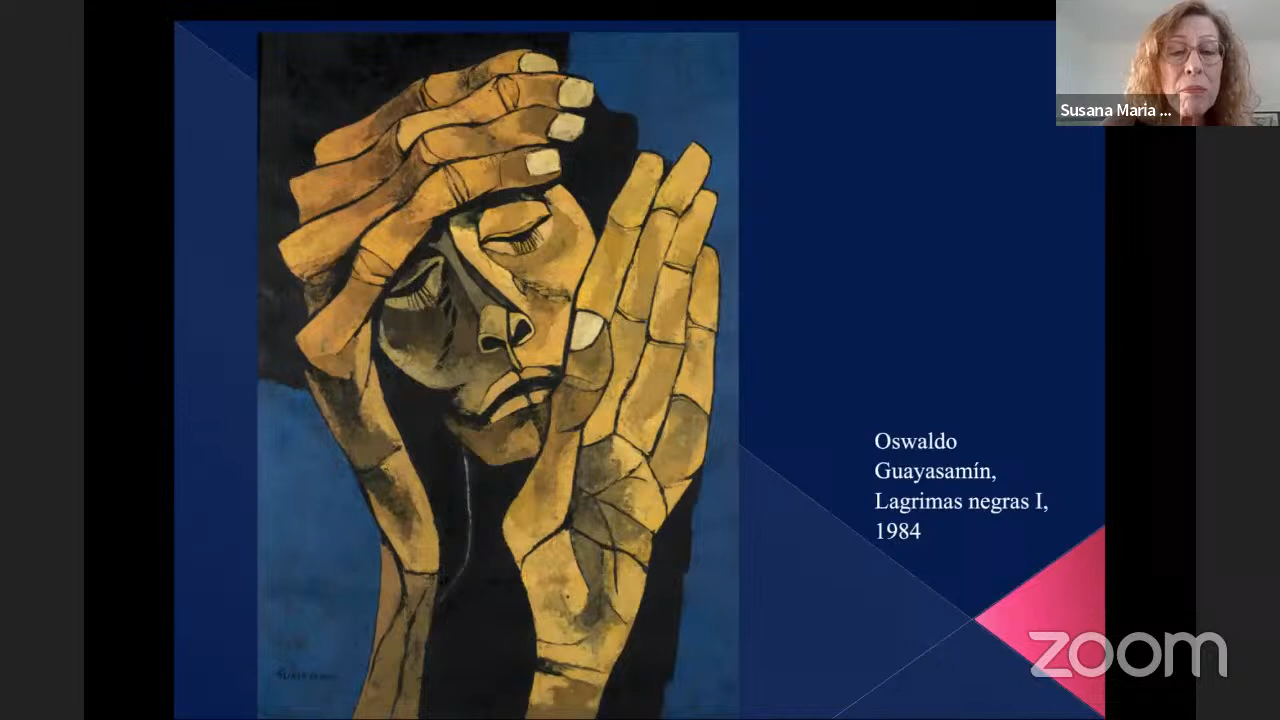 Susana Maria ...
Oswaldo
Guayasamín,
Lagrimas negras I,
1984
zoom